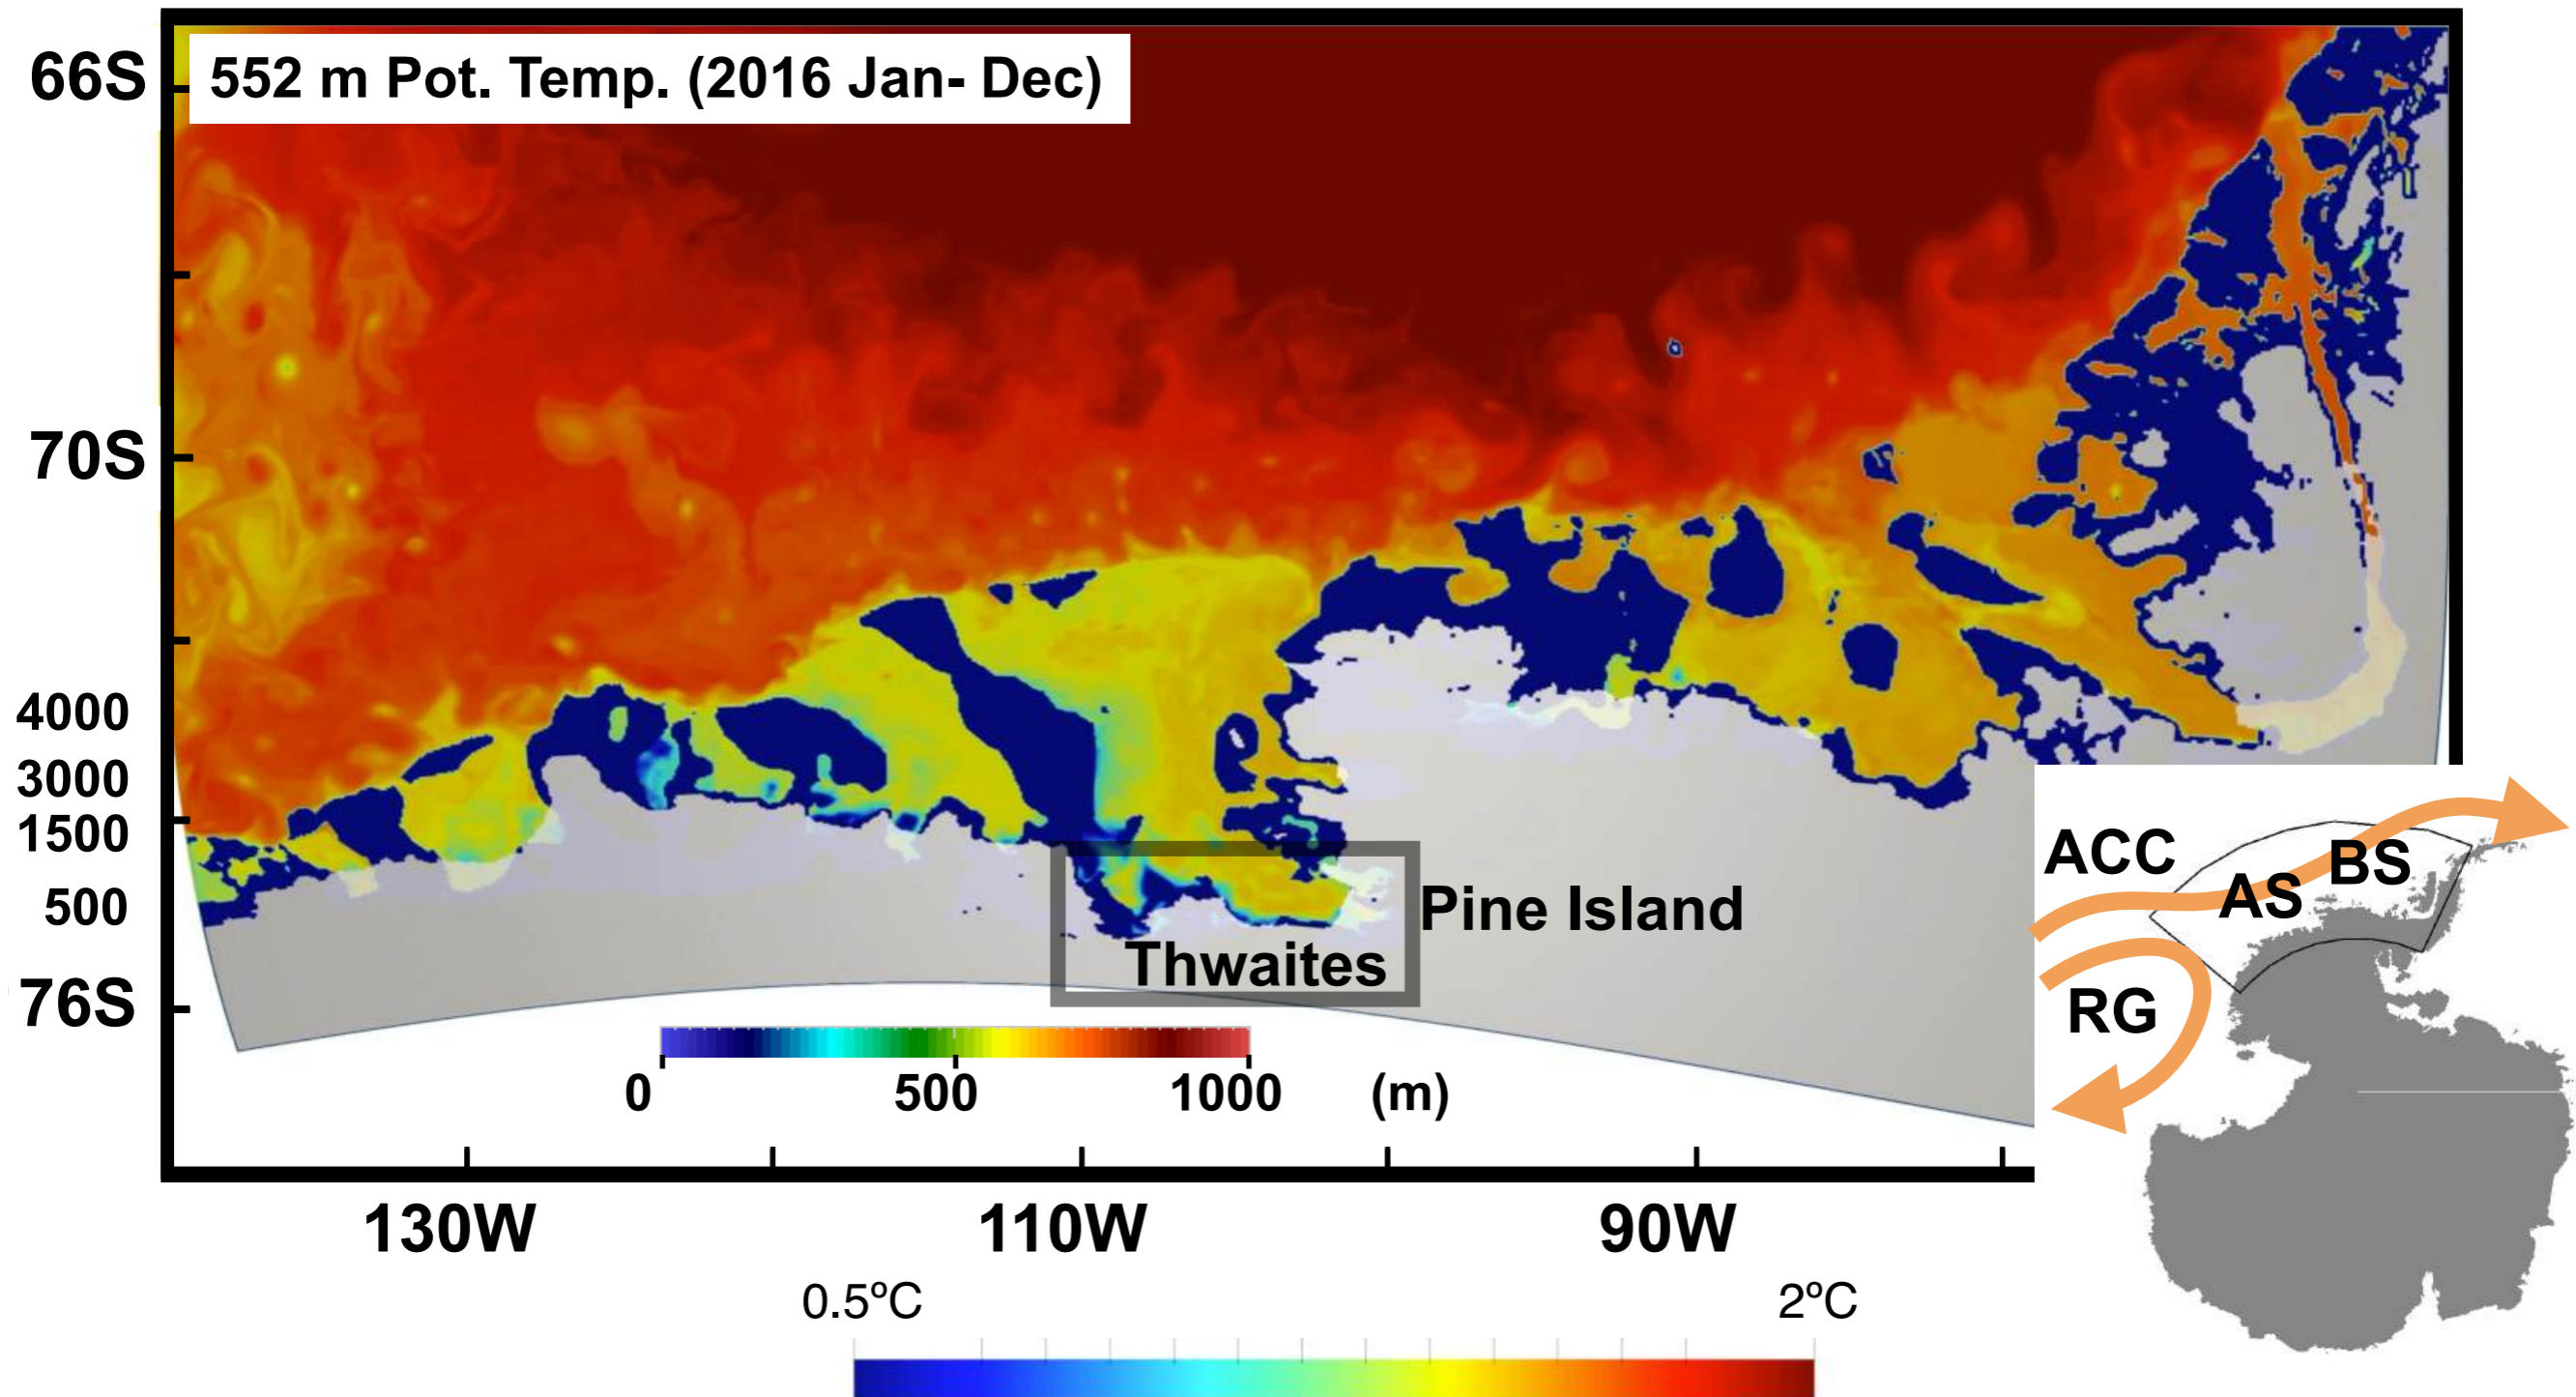 552 m Pot. Temp. (2016 Jan- Dec)
66S
70S
4000
3000
1500
500
76S
Pine Island
Thwaites
0 500 1000 (m)
130W 110W 90W
0.5ºC 2ºC
ACC
AS
BS
RG